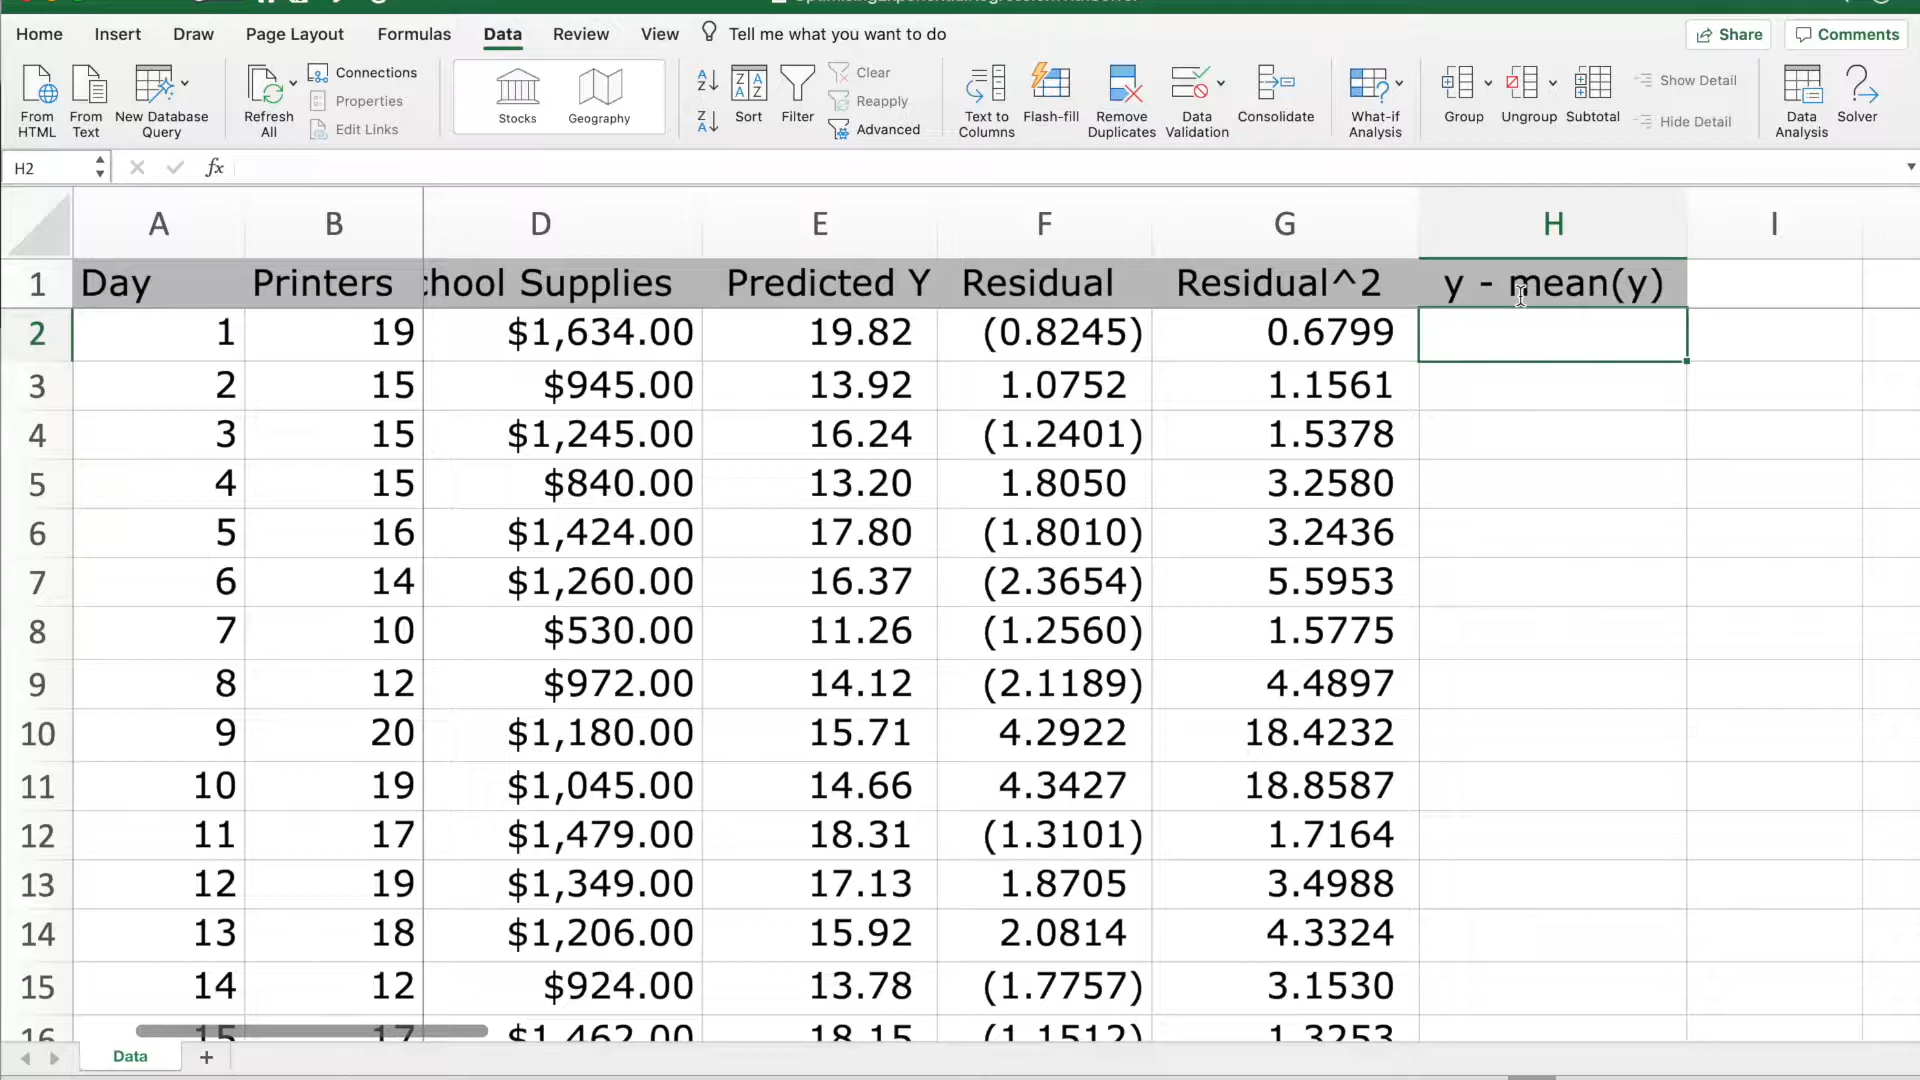 Home Insert Draw Page Layout Formulas Data Review View Tell me what you want to do Share Comments
From HTML From Text New Database Query Refresh All Connections Properties Edit Links Stocks Geography Sort Filter Clear Reapply Advanced Text to Columns Flash-fill Remove Duplicates Data Validation Consolidate What-if Analysis Group Ungroup Subtotal Show Detail Hide Detail Data Analysis Solver
H2 fx
A B D E F G H I
1 Day Printers hool Supplies Predicted Y Residual Residual^2 y - mean(y)
2 1 19 $1,634.00 19.82 (0.8245) 0.6799
3 2 15 $945.00 13.92 1.0752 1.1561
4 3 15 $1,245.00 16.24 (1.2401) 1.5378
5 4 15 $840.00 13.20 1.8050 3.2580
6 5 16 $1,424.00 17.80 (1.8010) 3.2436
7 6 14 $1,260.00 16.37 (2.3654) 5.5953
8 7 10 $530.00 11.26 (1.2560) 1.5775
9 8 12 $972.00 14.12 (2.1189) 4.4897
10 9 20 $1,180.00 15.71 4.2922 18.4232
11 10 19 $1,045.00 14.66 4.3427 18.8587
12 11 17 $1,479.00 18.31 (1.3101) 1.7164
13 12 19 $1,349.00 17.13 1.8705 3.4988
14 13 18 $1,206.00 15.92 2.0814 4.3324
15 14 12 $924.00 13.78 (1.7757) 3.1530
16 15 17 $1,462.00 18.15 (1.1512) 1.3253
Data +